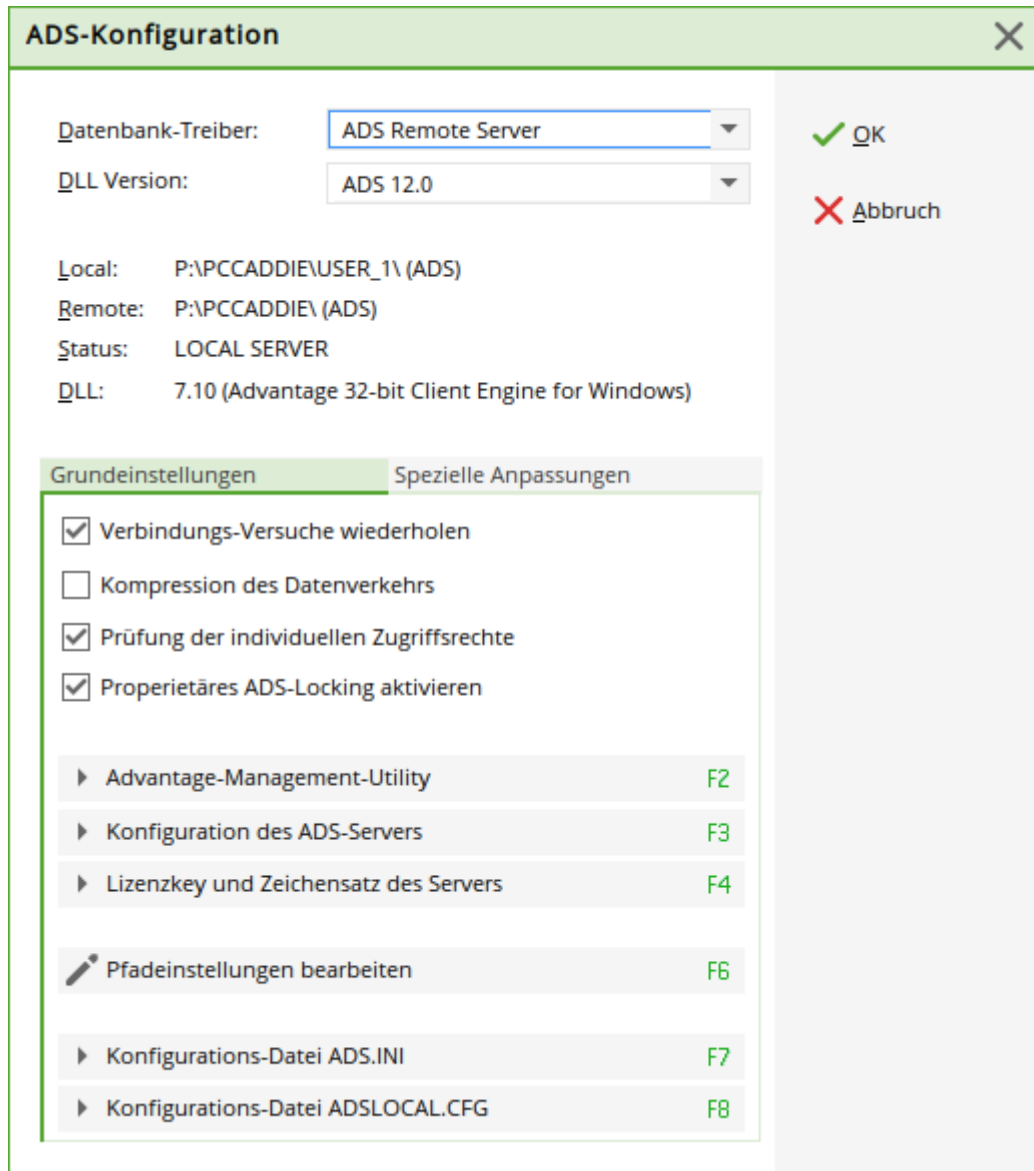 ADS-Konfiguration
Datenbank-Treiber: ADS Remote Server
OK
DLL Version: ADS 12.0
Abbruch
Local: P:\PCCADDIE\USER_1\ (ADS)
Remote: P:\PCCADDIE\ (ADS)
Status: LOCAL SERVER
DLL: 7.10 (Advantage 32-bit Client Engine for Windows)
Grundeinstellungen Spezielle Anpassungen
Verbindungs-Versuche wiederholen
Kompression des Datenverkehrs
Prüfung der individuellen Zugriffsrechte
Properietäres ADS-Locking aktivieren
Advantage-Management-Utility F2
Konfiguration des ADS-Servers F3
Lizenzkey und Zeichensatz des Servers F4
Pfadeinstellungen bearbeiten F6
Konfigurations-Datei ADS.INI F7
Konfigurations-Datei ADSLOCAL.CFG F8